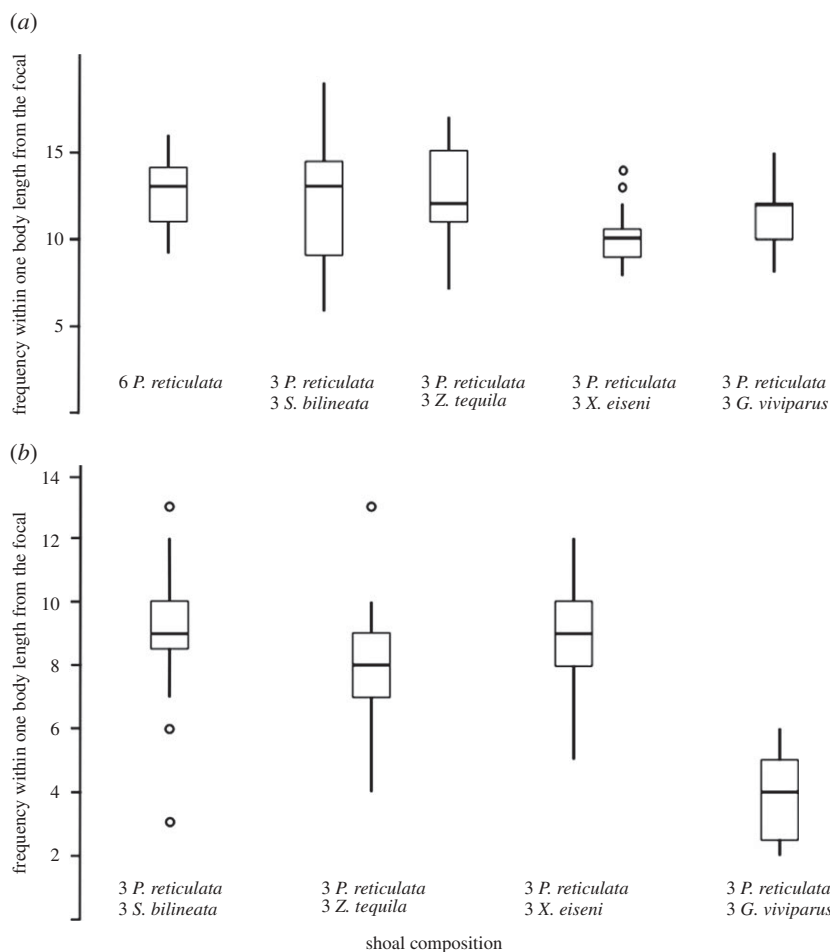 (a)
frequency within one body length from the focal
15
10
5
6 P. reticulata
3 P. reticulata
3 S. bilineata
3 P. reticulata
3 Z. tequila
3 P. reticulata
3 X. eiseni
3 P. reticulata
3 G. viviparus
(b)
frequency within one body length from the focal
14
12
10
8
6
4
2
3 P. reticulata
3 S. bilineata
3 P. reticulata
3 Z. tequila
3 P. reticulata
3 X. eiseni
3 P. reticulata
3 G. viviparus
shoal composition